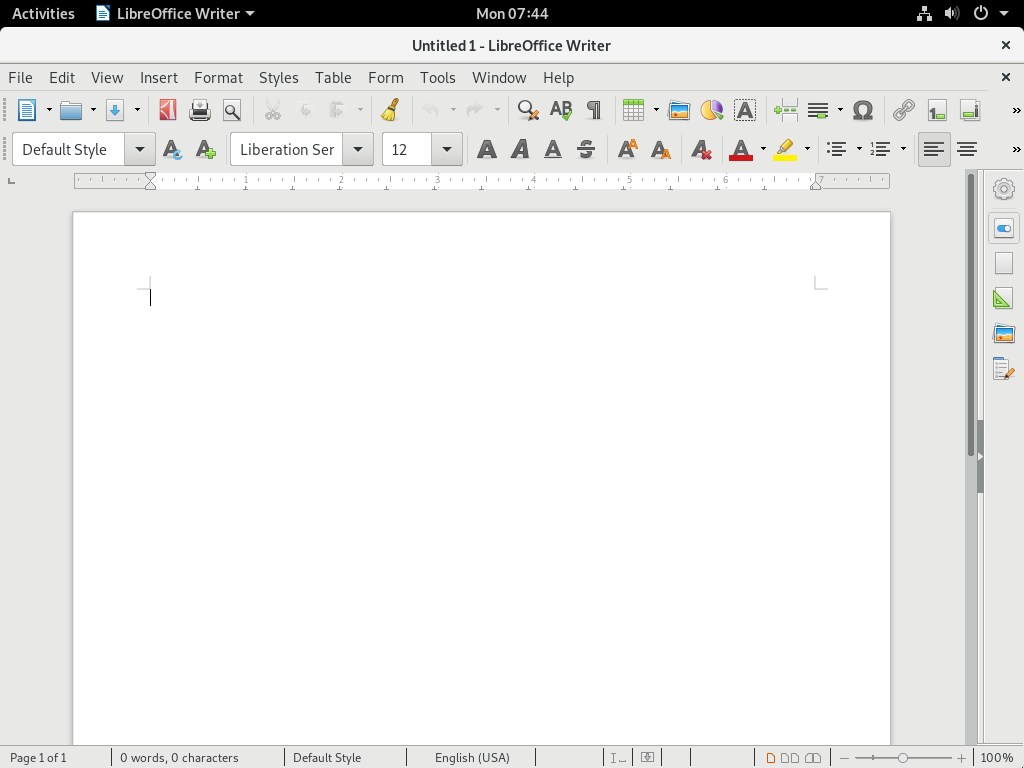 Activities LibreOffice Writer Mon 07:44
Untitled 1 - LibreOffice Writer
File Edit View Insert Format Styles Table Form Tools Window Help
Default Style Liberation Ser 12
1 2 3 4 5 6 7
Page 1 of 1 0 words, 0 characters Default Style English (USA) 100%